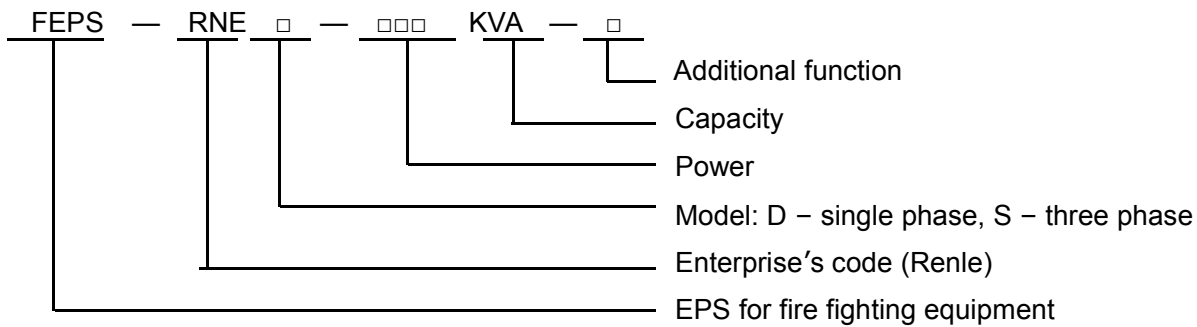 FEPS — RNE □ — □□□ KVA — □
Additional function
Capacity
Power
Model: D – single phase, S – three phase
Enterprise′s code (Renle)
EPS for fire fighting equipment